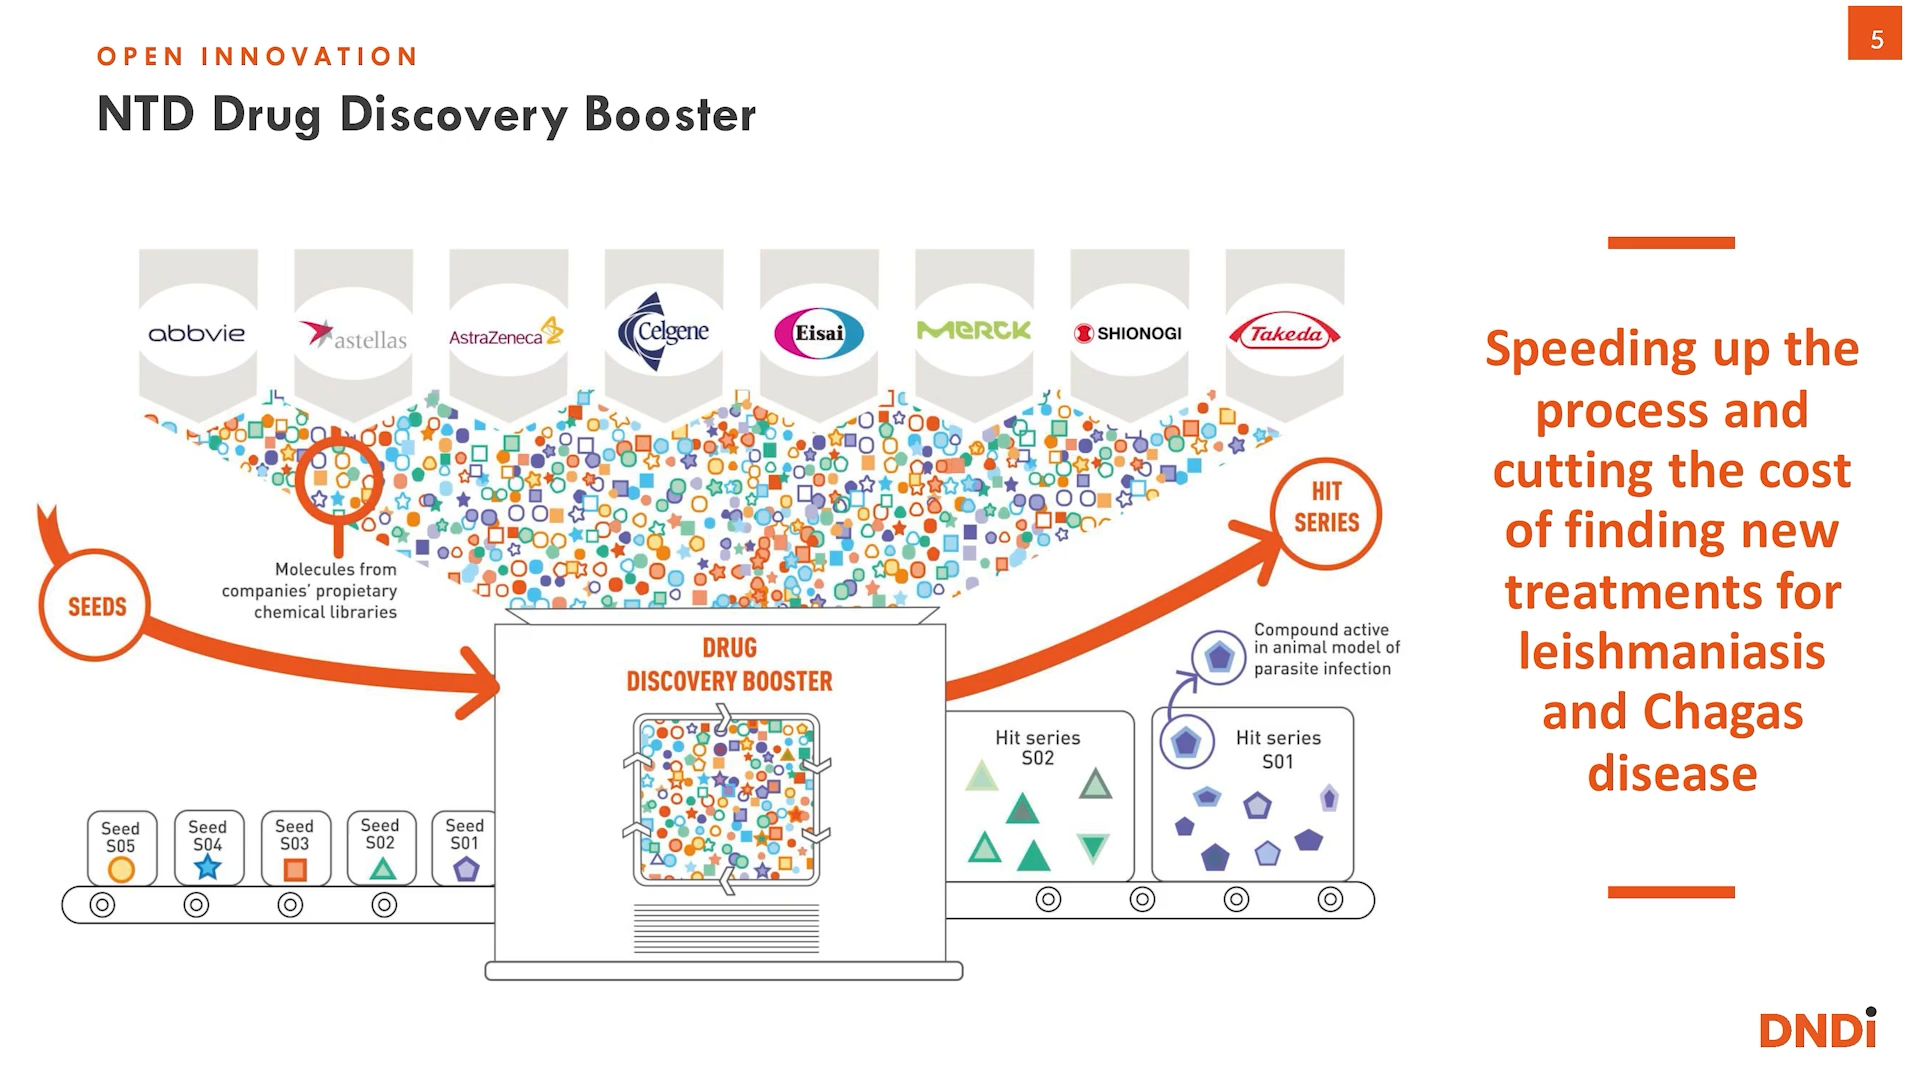 OPEN INNOVATION
NTD Drug Discovery Booster
5
abbvie
astellas
AstraZeneca
Celgene
Eisai
MERCK
SHIONOGI
Takeda
Molecules from
companies' propietary
chemical libraries
SEEDS
HIT
SERIES
DRUG
DISCOVERY BOOSTER
Compound active
in animal model of
parasite infection
Seed
S05
Seed
S04
Seed
S03
Seed
S02
Seed
S01
Hit series
S02
Hit series
S01
Speeding up the
process and
cutting the cost
of finding new
treatments for
leishmaniasis
and Chagas
disease
DNDi